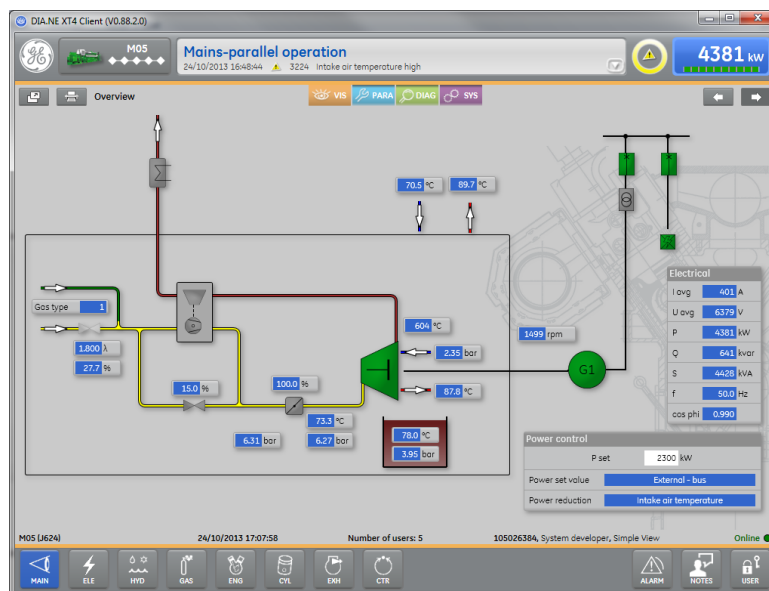 DIA.NE XT4 Client (V0.88.2.0)
M05
Mains-parallel operation
24/10/2013 16:48:44 3224 Intake air temperature high
4381 kW
Overview
VIS PARA DIAG SYS
70.5 °C 89.7 °C
Gas type 1
1.800 λ
27.7 %
15.0 %
100.0 %
73.3 °C
6.31 bar 6.27 bar
604 °C
2.35 bar
87.8 °C
78.0 °C
3.95 bar
1499 rpm
G1
Electrical
I avg 401 A
U avg 6379 V
P 4381 kW
Q 641 kvar
S 4428 kVA
f 50.0 Hz
cos phi 0.990
Power control
P set 2300 kW
Power set value External - bus
Power reduction Intake air temperature
M05 (J624) 24/10/2013 17:07:58 Number of users: 5 105026384, System developer, Simple View Online
MAIN ELE HYD GAS ENG CYL EXH CTR ALARM NOTES USER